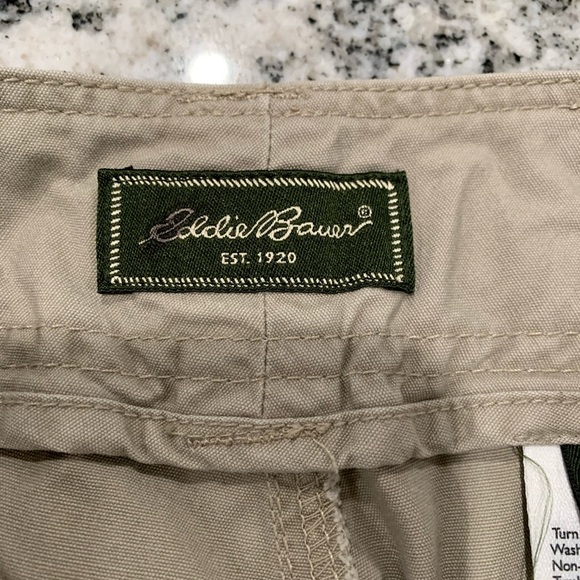 Eddie Bauer®
EST. 1920
Turn
Wash
Non-